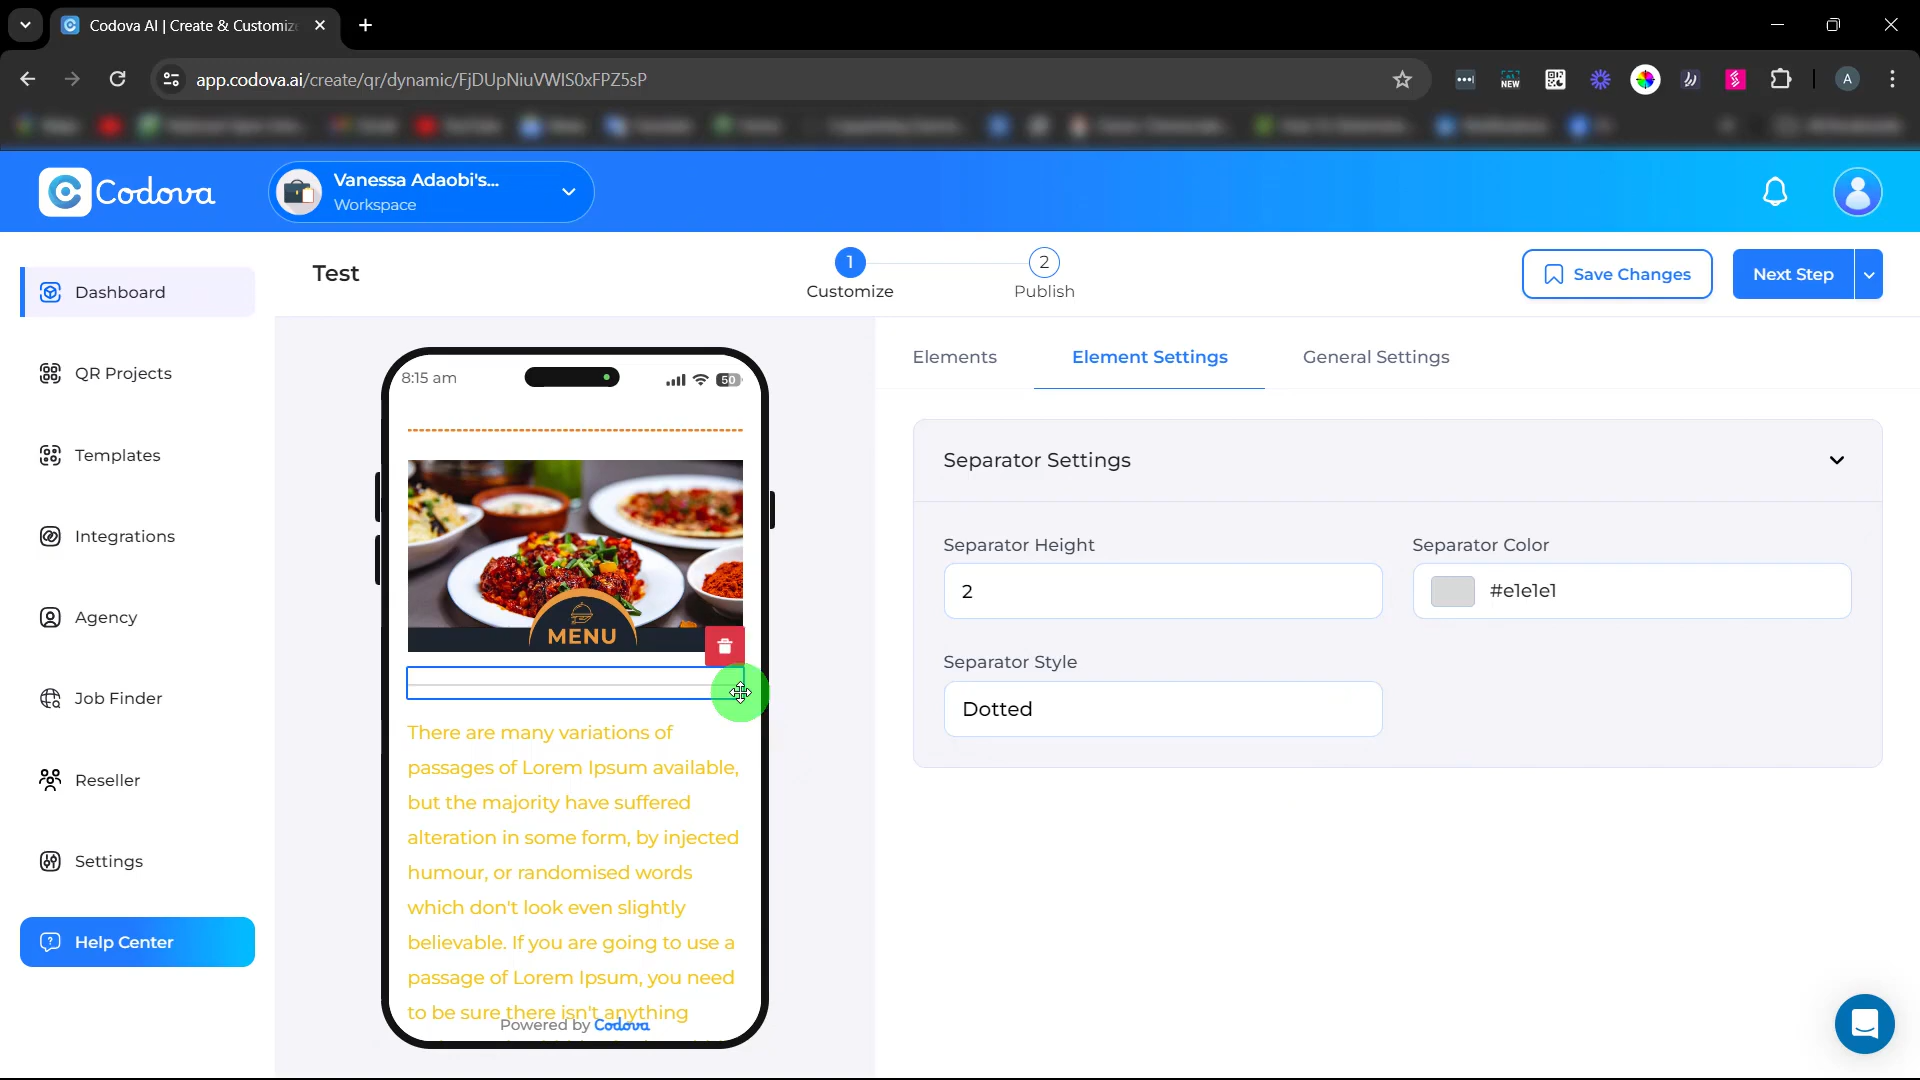 Codova AI | Create & Customiz
app.codova.ai/create/qr/dynamic/FjDUpNiuVWIS0xFPZ5sP
NEW
A
Codova
Vanessa Adaobi's...
Workspace
Test
1
Customize
2
Publish
Save Changes
Next Step
Dashboard
QR Projects
Templates
Integrations
Agency
Job Finder
Reseller
Settings
Help Center
8:15 am
50
MENU
There are many variations of
passages of Lorem Ipsum available,
but the majority have suffered
alteration in some form, by injected
humour, or randomised words
which don't look even slightly
believable. If you are going to use a
passage of Lorem Ipsum, you need
to be sure there isn't anything
Powered by Codova
Elements
Element Settings
General Settings
Separator Settings
Separator Height
2
Separator Color
#e1e1e1
Separator Style
Dotted